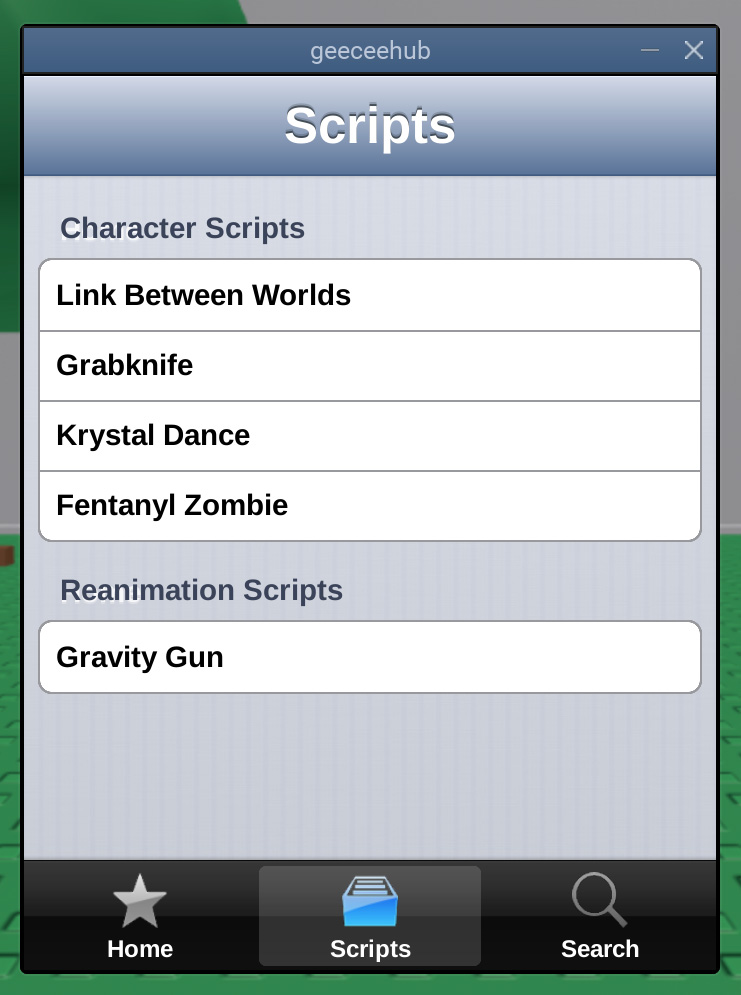 geeceehub
Scripts
Character Scripts
Link Between Worlds
Grabknife
Krystal Dance
Fentanyl Zombie
Reanimation Scripts
Gravity Gun
Home
Scripts
Search